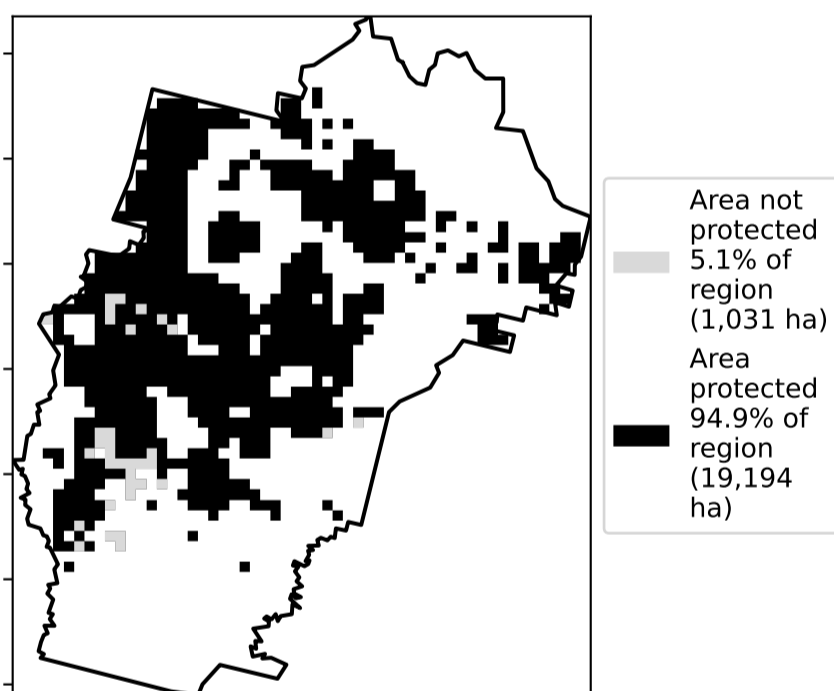 Area not
protected
5.1% of
region
(1,031 ha)
Area
protected
94.9% of
region
(19,194
ha)